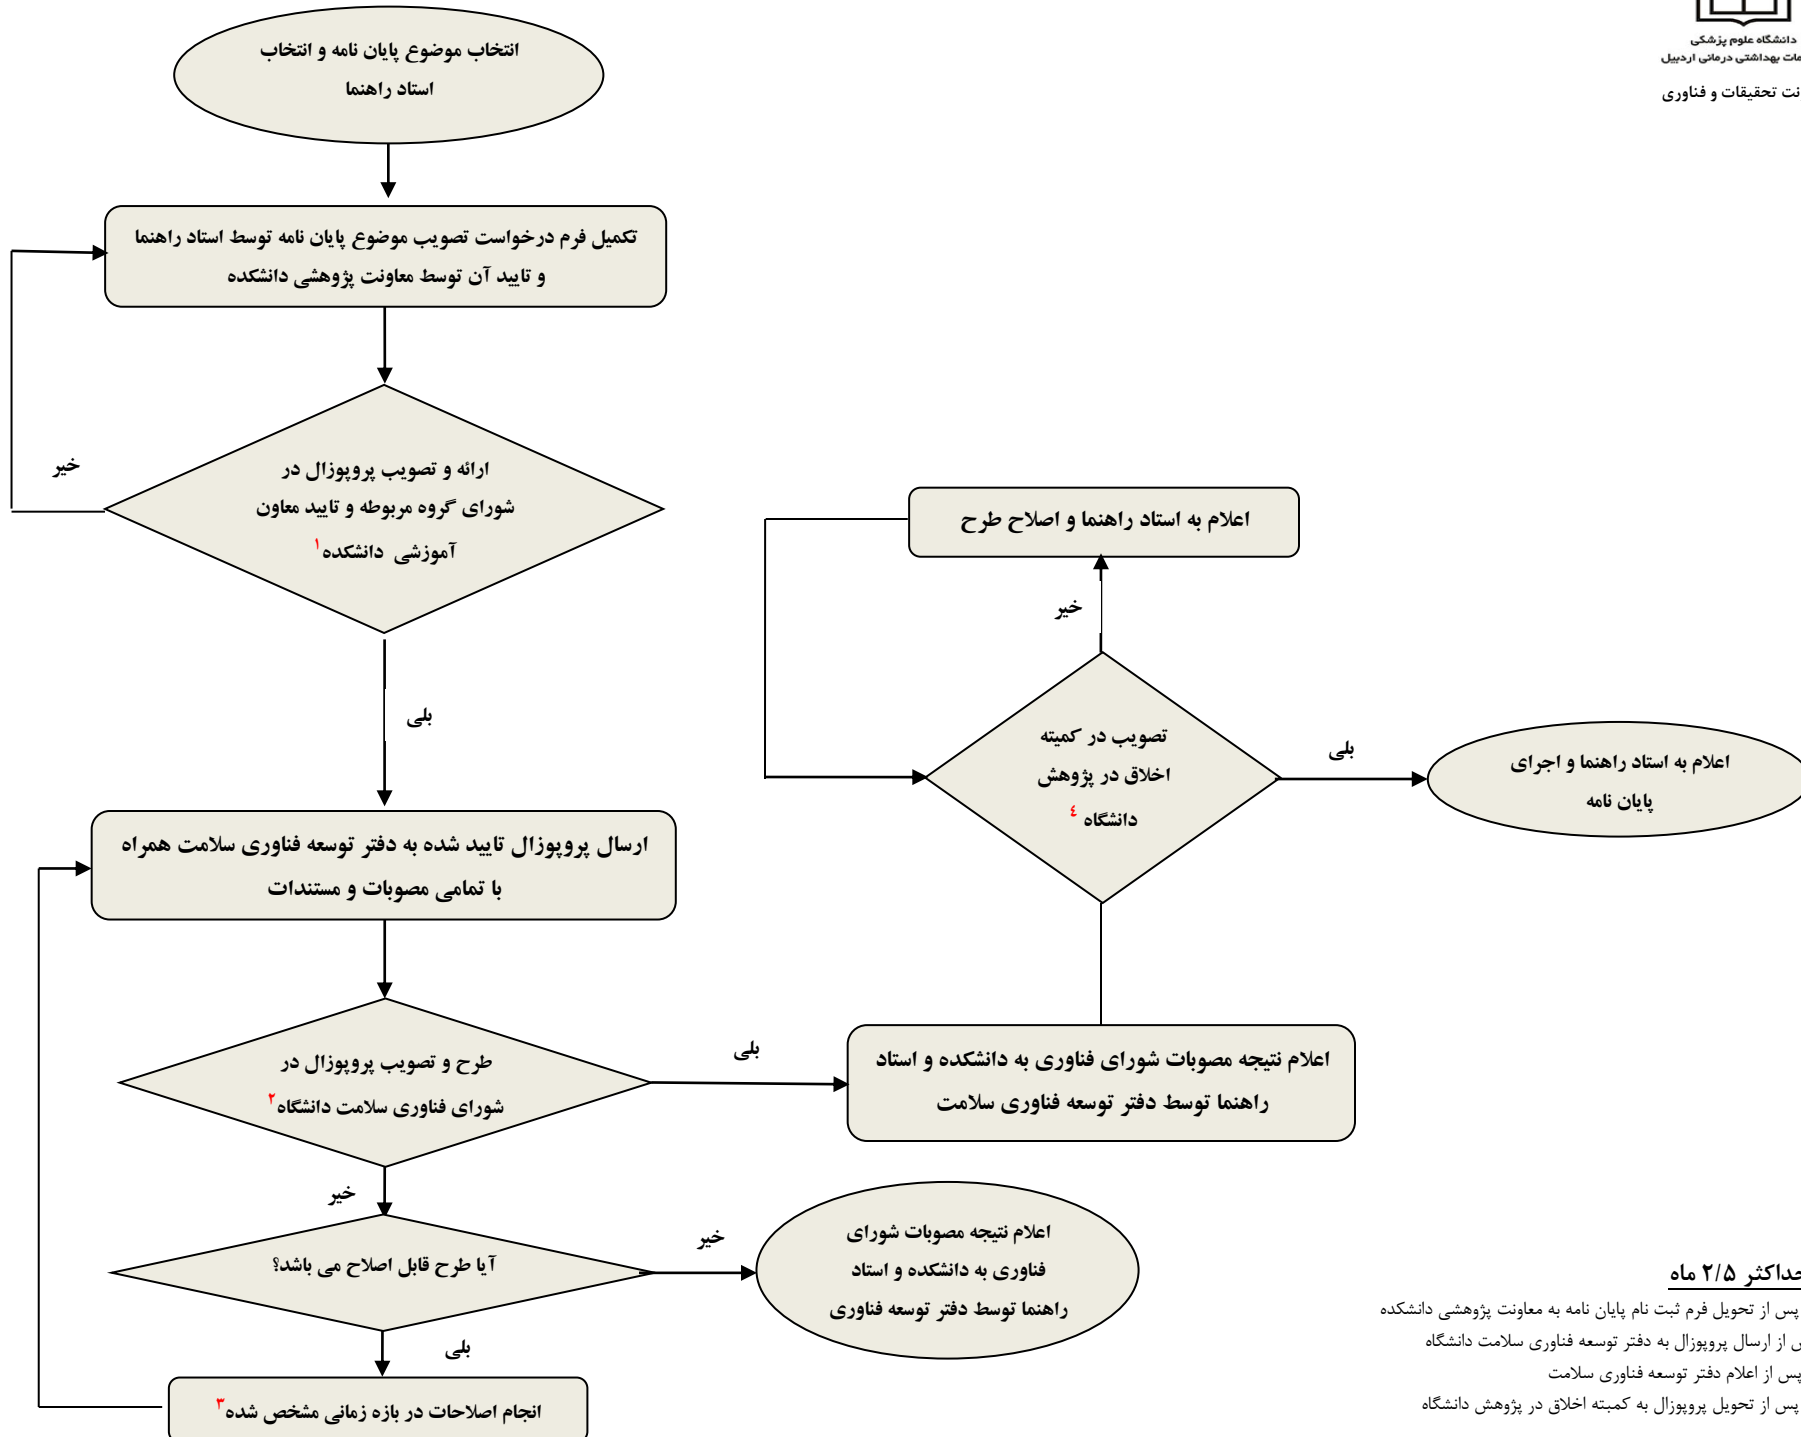 دانشگاه علوم پزشکی
بهداشتی درمانی اردبیل
تحقیقات و فناوری
انتخاب موضوع پایان نامه و انتخاب
استاد راهنما
تکمیل فرم درخواست تصویب موضوع پایان نامه توسط استاد راهنما
و تایید آن توسط معاونت پژوهشی دانشکده
ارائه و تصویب پروپوزال در
شورای گروه مربوطه و تایید معاون
آموزشی دانشکده۱
خیر
بلی
ارسال پروپوزال تایید شده به دفتر توسعه فناوری سلامت همراه
با تمامی مصوبات و مستندات
طرح و تصویب پروپوزال در
شورای فناوری سلامت دانشگاه۲
بلی
خیر
آیا طرح قابل اصلاح می باشد؟
خیر
بلی
انجام اصلاحات در بازه زمانی مشخص شده۳
اعلام نتیجه مصوبات شورای
فناوری به دانشکده و استاد
راهنما توسط دفتر توسعه فناوری
اعلام نتیجه مصوبات شورای فناوری به دانشکده و استاد
راهنما توسط دفتر توسعه فناوری سلامت
تصویب در کمیته
اخلاق در پژوهش
دانشگاه ٤
خیر
اعلام به استاد راهنما و اصلاح طرح
بلی
اعلام به استاد راهنما و اجرای
پایان نامه
حداکثر ۲/۵ ماه
پس از تحویل فرم ثبت نام پایان نامه به معاونت پژوهشی دانشکده
از ارسال پروپوزال به دفتر توسعه فناوری سلامت دانشگاه
پس از اعلام دفتر توسعه فناوری سلامت
پس از تحویل پروپوزال به کمیته اخلاق در پژوهش دانشگاه